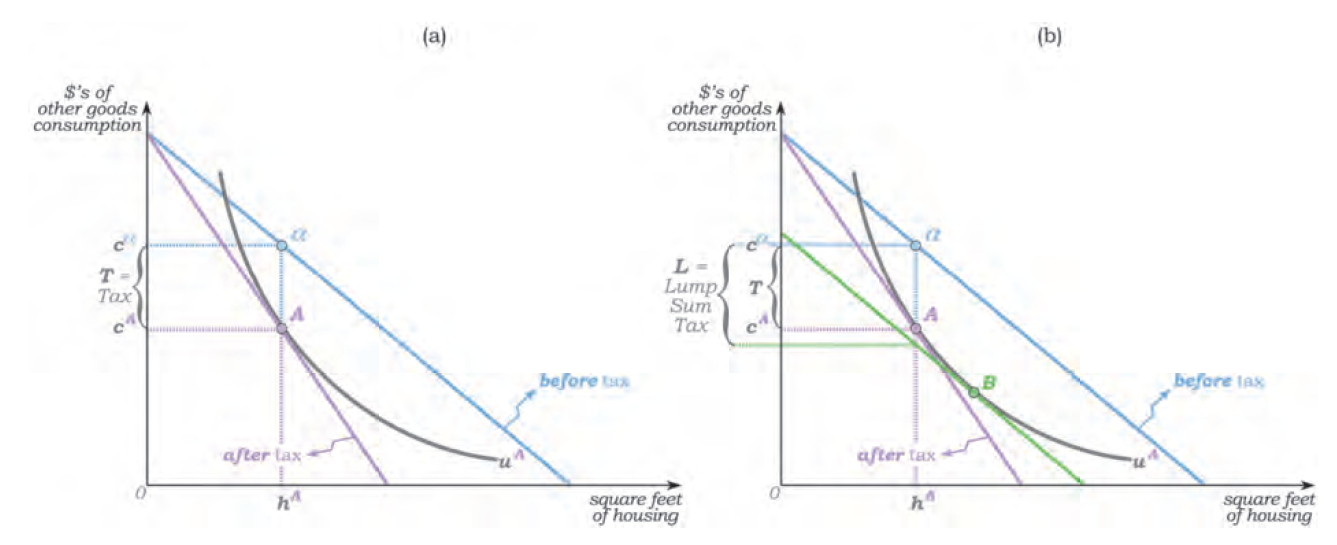 (a)
$'s of
other goods
consumption
c^α
T =
Tax
c^A
α
A
before tax
after tax
u^A
0
h^A
square feet
of housing
(b)
$'s of
other goods
consumption
L =
Lump
Sum
Tax
c^α
T
c^A
α
A
B
before tax
after tax
u^A
0
h^A
square feet
of housing